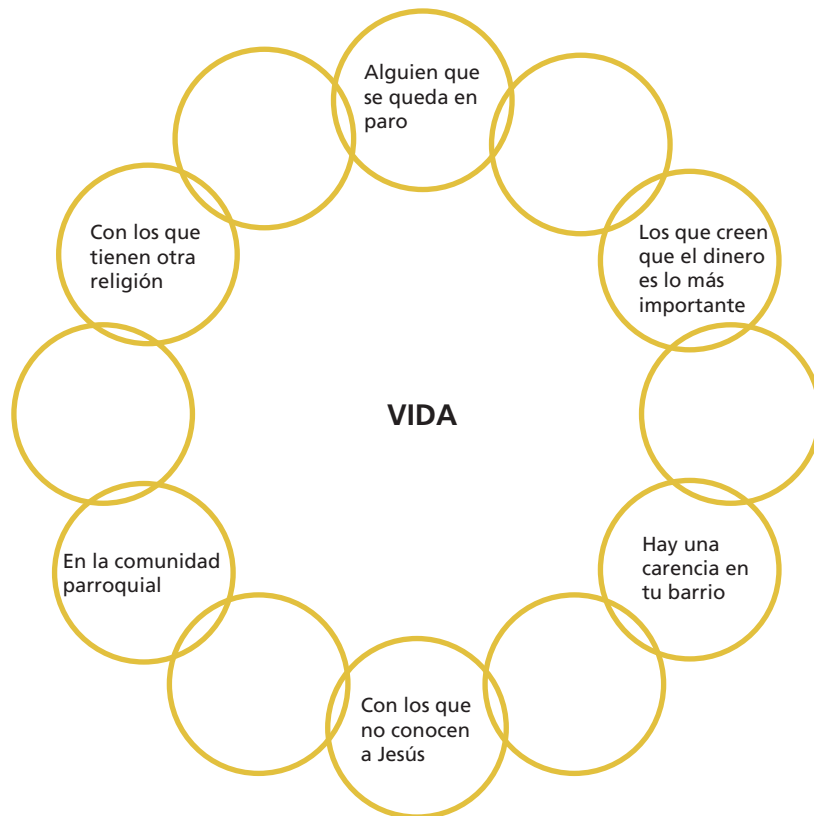 Alguien que
se queda en
paro
Con los que
tienen otra
religión
Los que creen
que el dinero
es lo más
importante
VIDA
En la comunidad
parroquial
Hay una
carencia en
tu barrio
Con los que
no conocen
a Jesús